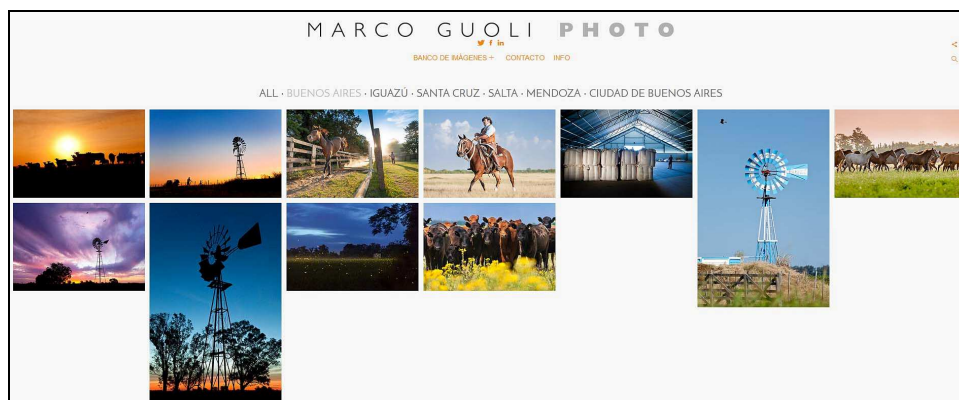 MARCO GUOLI PHOTO
BANCO DE IMÁGENES + CONTACTO INFO
ALL · BUENOS AIRES · IGUAZÚ · SANTA CRUZ · SALTA · MENDOZA · CIUDAD DE BUENOS AIRES